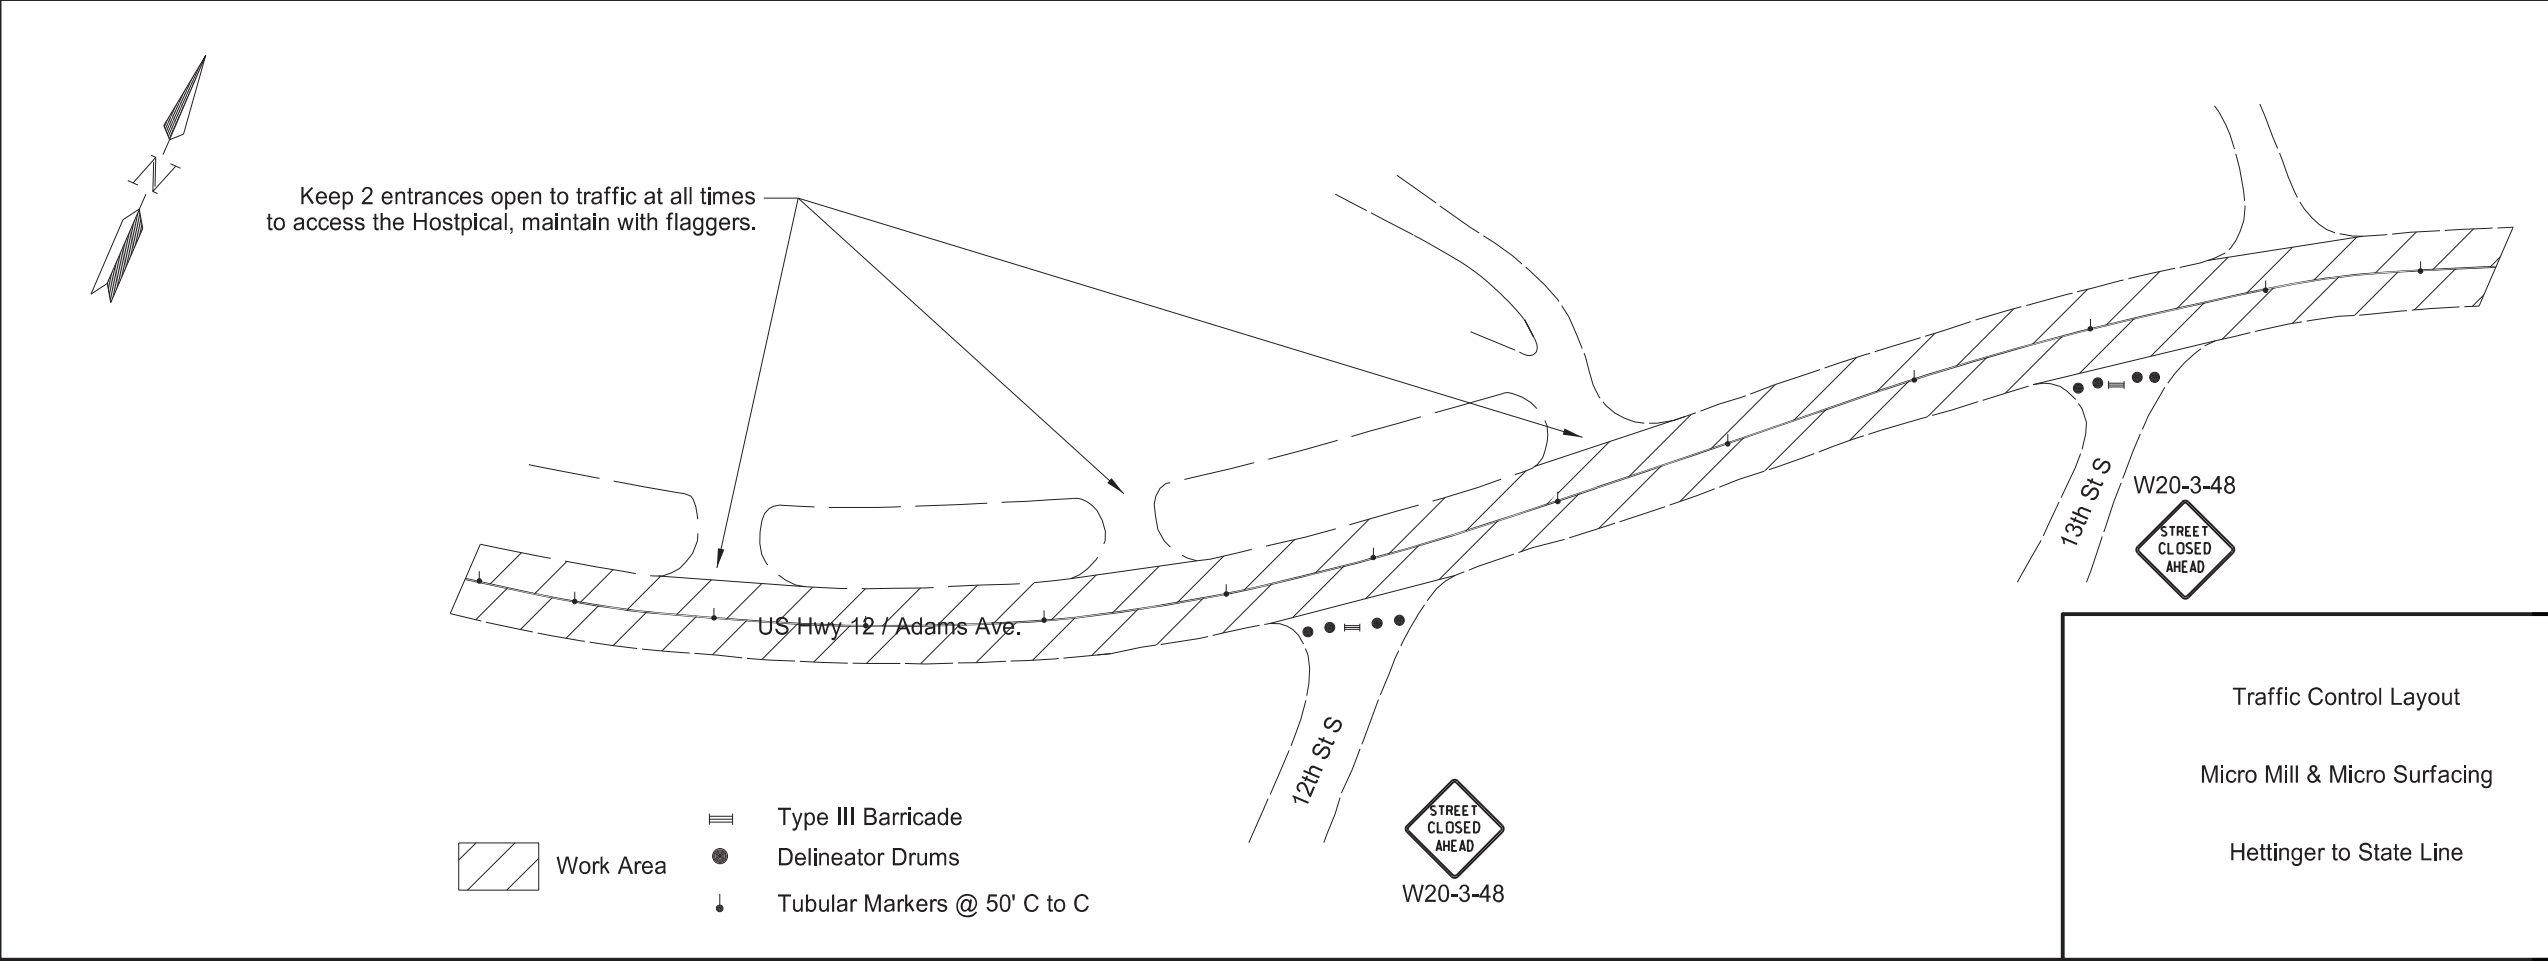 N
Keep 2 entrances open to traffic at all times
to access the Hostpical, maintain with flaggers.
US Hwy 12 / Adams Ave.
13th St S
W20-3-48
STREET
CLOSED
AHEAD
12th St S
STREET
CLOSED
AHEAD
W20-3-48
Work Area
Type III Barricade
Delineator Drums
Tubular Markers @ 50' C to C
Traffic Control Layout
Micro Mill & Micro Surfacing
Hettinger to State Line